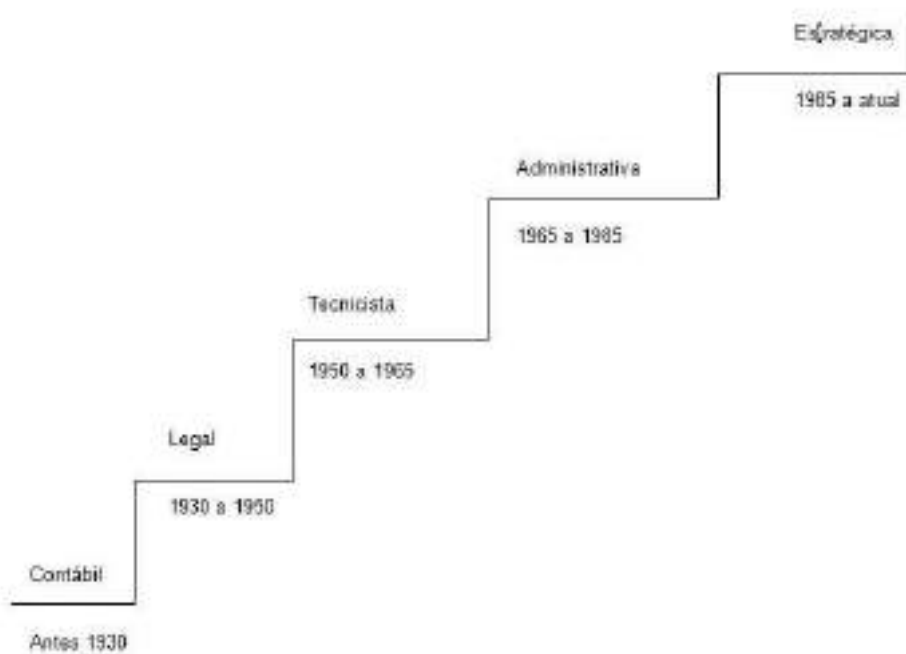 Estratégica
1985 a atual
Administrativa
1965 a 1985
Tecnicista
1950 a 1965
Legal
1930 a 1950
Contábil
Antes 1930